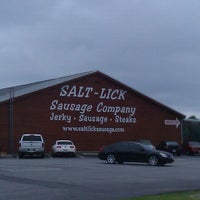 SALT-LICK
Sausage Company
Jerky - Sausage - Steaks
www.saltlicksausage.com